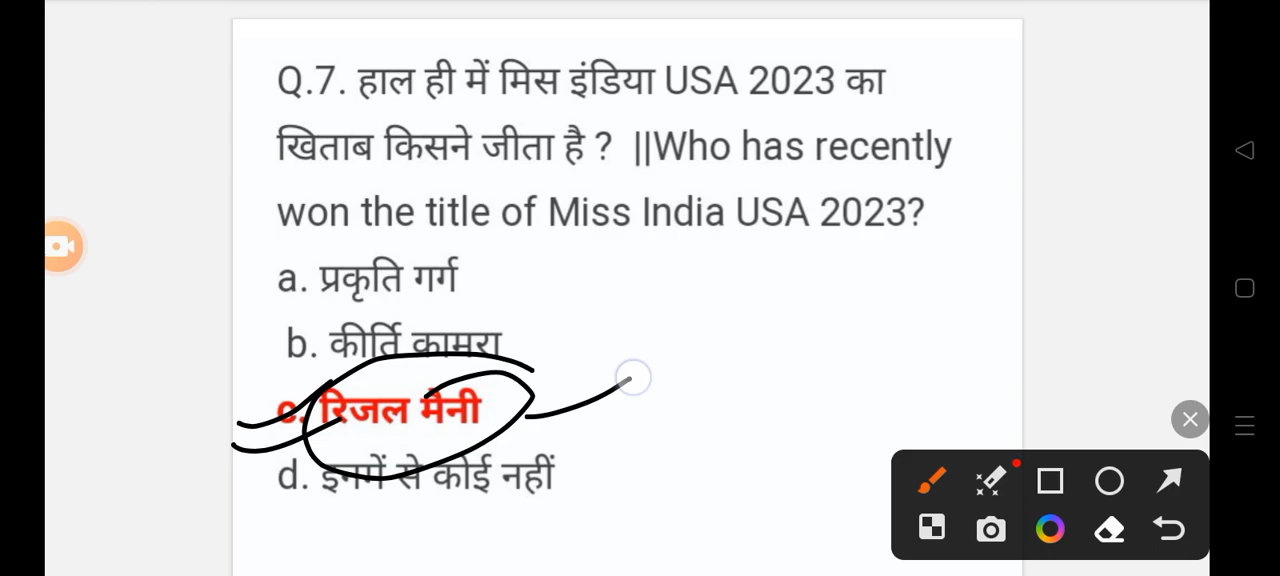 Q.7. हाल ही में मिस इंडिया USA 2023 का
खिताब किसने जीता है ? ||Who has recently
won the title of Miss India USA 2023?
a. प्रकृति गर्ग
b. कीर्ति कामरा
c. रिजल मैनी
d. इनमें से कोई नहीं